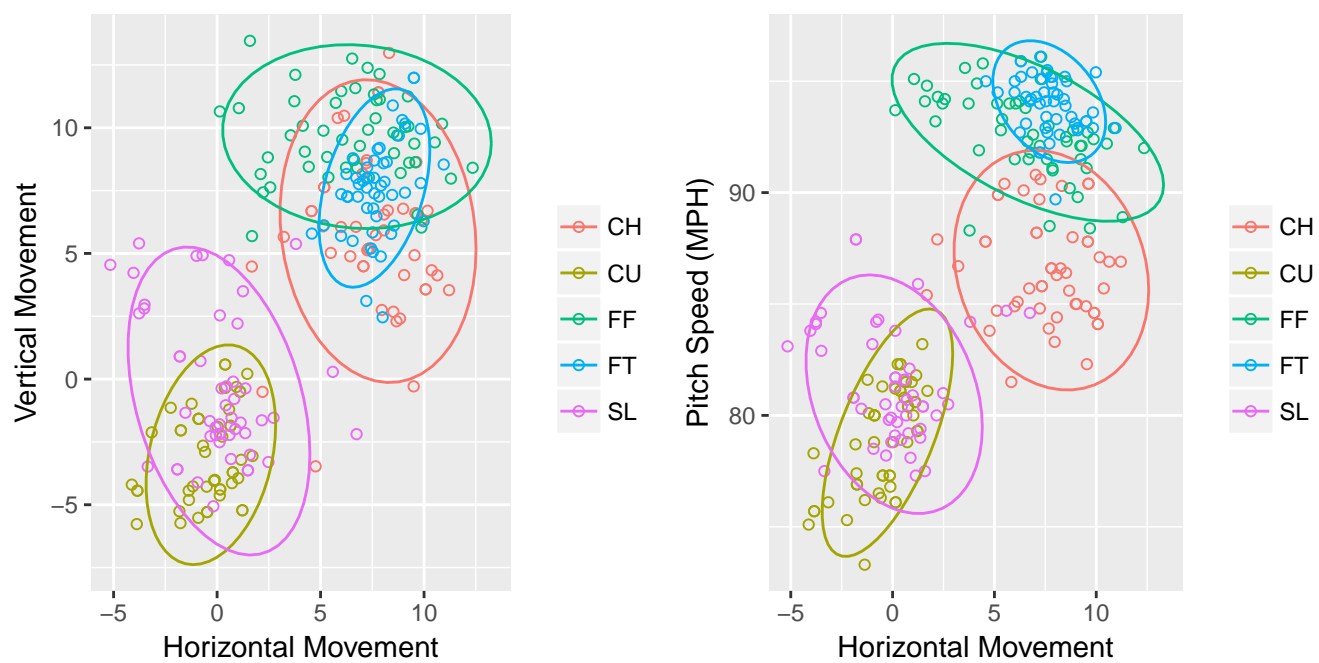 Vertical Movement
10
5
0
−5
−5
0
5
10
Horizontal Movement
CH
CU
FF
FT
SL
Pitch Speed (MPH)
90
80
−5
0
5
10
Horizontal Movement
CH
CU
FF
FT
SL